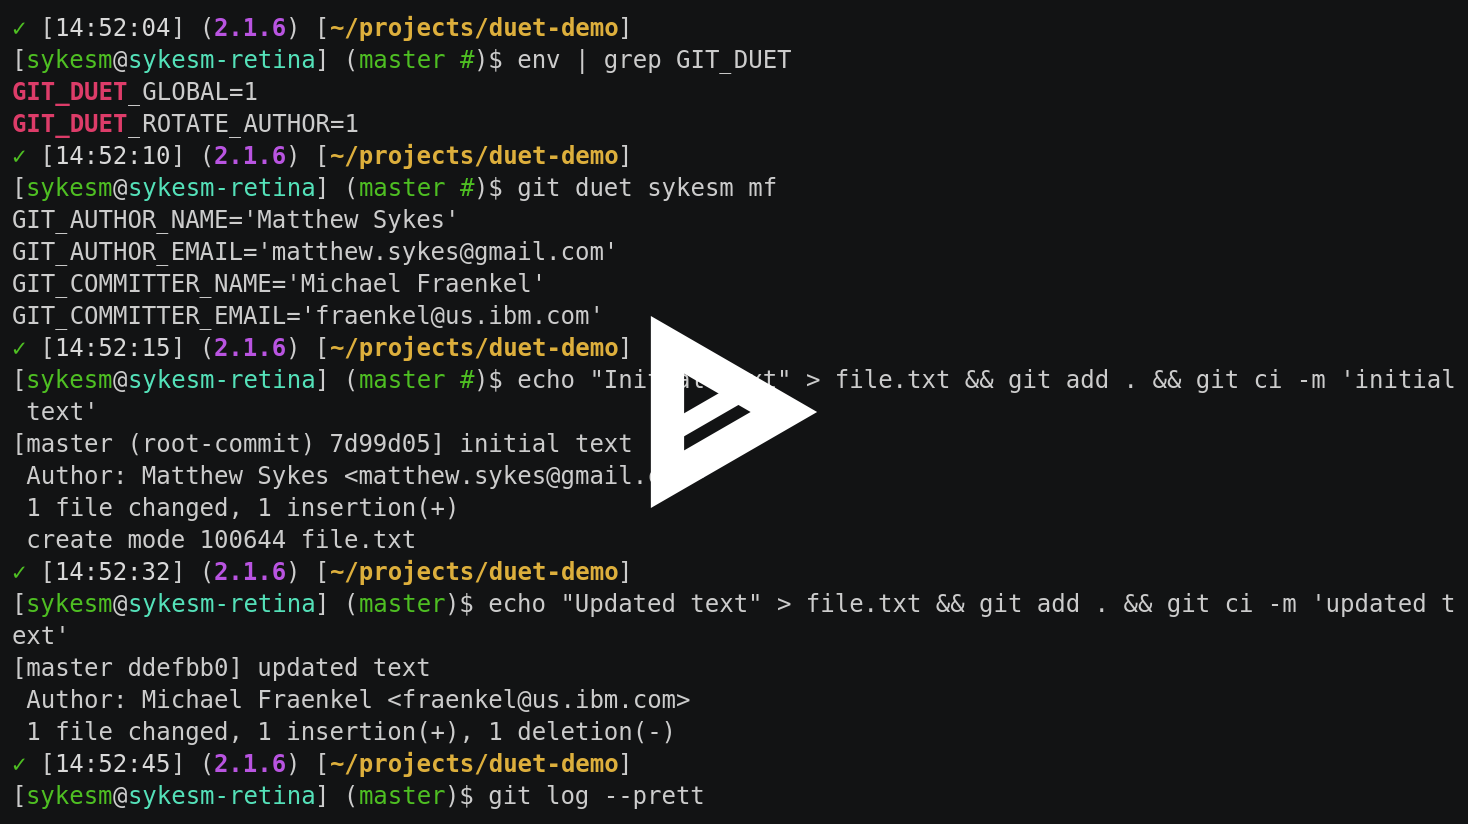 ✓ [14:52:04] (2.1.6) [~/projects/duet-demo]
[sykesm@sykesm-retina] (master #)$ env | grep GIT_DUET
GIT_DUET_GLOBAL=1
GIT_DUET_ROTATE_AUTHOR=1
✓ [14:52:10] (2.1.6) [~/projects/duet-demo]
[sykesm@sykesm-retina] (master #)$ git duet sykesm mf
GIT_AUTHOR_NAME='Matthew Sykes'
GIT_AUTHOR_EMAIL='matthew.sykes@gmail.com'
GIT_COMMITTER_NAME='Michael Fraenkel'
GIT_COMMITTER_EMAIL='fraenkel@us.ibm.com'
✓ [14:52:15] (2.1.6) [~/projects/duet-demo]
[sykesm@sykesm-retina] (master #)$ echo "Initial text" > file.txt && git add . && git ci -m 'initial
 text'
[master (root-commit) 7d99d05] initial text
 Author: Matthew Sykes <matthew.sykes@gmail.c
 1 file changed, 1 insertion(+)
 create mode 100644 file.txt
✓ [14:52:32] (2.1.6) [~/projects/duet-demo]
[sykesm@sykesm-retina] (master)$ echo "Updated text" > file.txt && git add . && git ci -m 'updated t
ext'
[master ddefbb0] updated text
 Author: Michael Fraenkel <fraenkel@us.ibm.com>
 1 file changed, 1 insertion(+), 1 deletion(-)
✓ [14:52:45] (2.1.6) [~/projects/duet-demo]
[sykesm@sykesm-retina] (master)$ git log --prett